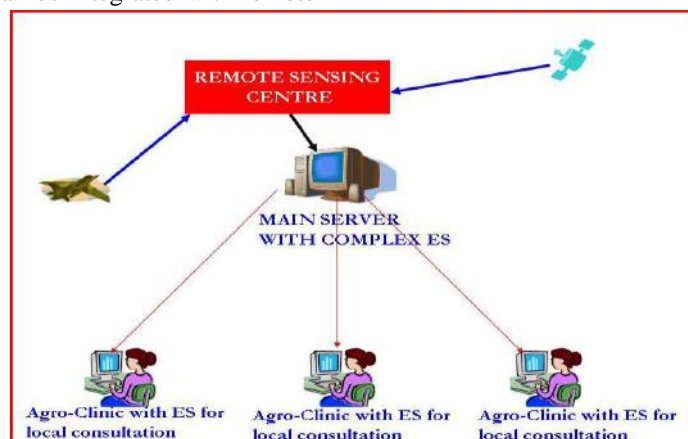 REMOTE SENSING
CENTRE
MAIN SERVER
WITH COMPLEX ES
Agro-Clinic with ES for
local consultation
Agro-Clinic with ES for
local consultation
Agro-Clinic with ES for
local consultation